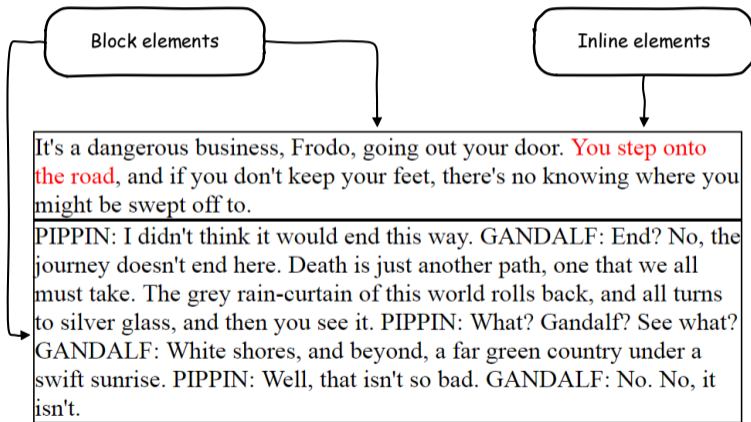 Block elements
Inline elements
It's a dangerous business, Frodo, going out your door. You step onto
the road, and if you don't keep your feet, there's no knowing where you
might be swept off to.
PIPPIN: I didn't think it would end this way. GANDALF: End? No, the
journey doesn't end here. Death is just another path, one that we all
must take. The grey rain-curtain of this world rolls back, and all turns
to silver glass, and then you see it. PIPPIN: What? Gandalf? See what?
GANDALF: White shores, and beyond, a far green country under a
swift sunrise. PIPPIN: Well, that isn't so bad. GANDALF: No. No, it
isn't.